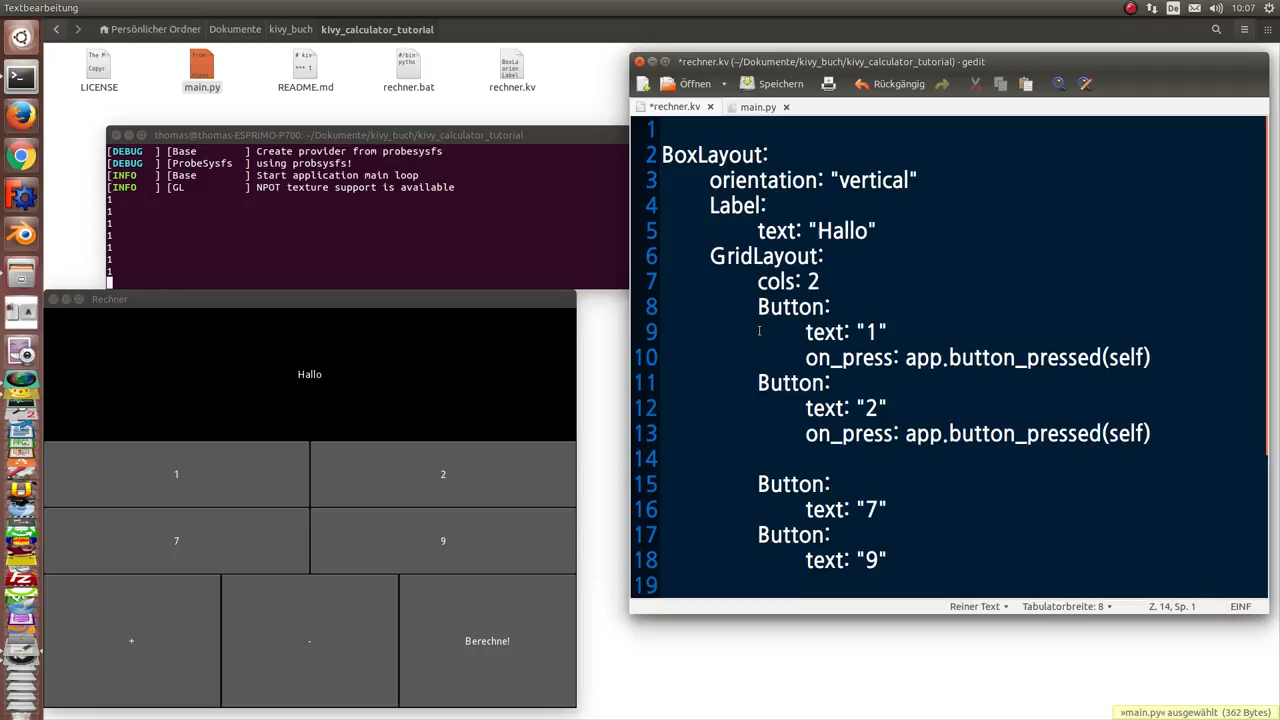 Textbearbeitung
De
10:07
Persönlicher Ordner
Dokumente
kivy_buch
kivy_calculator_tutorial
LICENSE
main.py
README.md
rechner.bat
rechner.kv
thomas@thomas-ESPRIMO-P700: ~/Dokumente/kivy_buch/kivy_calculator_tutorial
[DEBUG ] [Base ] Create provider from probesysfs
[DEBUG ] [ProbeSysfs ] using probsysfs!
[INFO ] [Base ] Start application main loop
[INFO ] [GL ] NPOT texture support is available
1
1
1
1
1
1
1
Rechner
Hallo
1
2
7
9
+
-
Berechne!
*rechner.kv (~/Dokumente/kivy_buch/kivy_calculator_tutorial) - gedit
Öffnen
Speichern
Rückgängig
*rechner.kv
main.py
1
2 BoxLayout:
3 orientation: "vertical"
4 Label:
5 text: "Hallo"
6 GridLayout:
7 cols: 2
8 Button:
9 text: "1"
10 on_press: app.button_pressed(self)
11 Button:
12 text: "2"
13 on_press: app.button_pressed(self)
14
15 Button:
16 text: "7"
17 Button:
18 text: "9"
19
Reiner Text
Tabulatorbreite: 8
Z. 14, Sp. 1
EINF
»main.py« ausgewählt (362 Bytes)